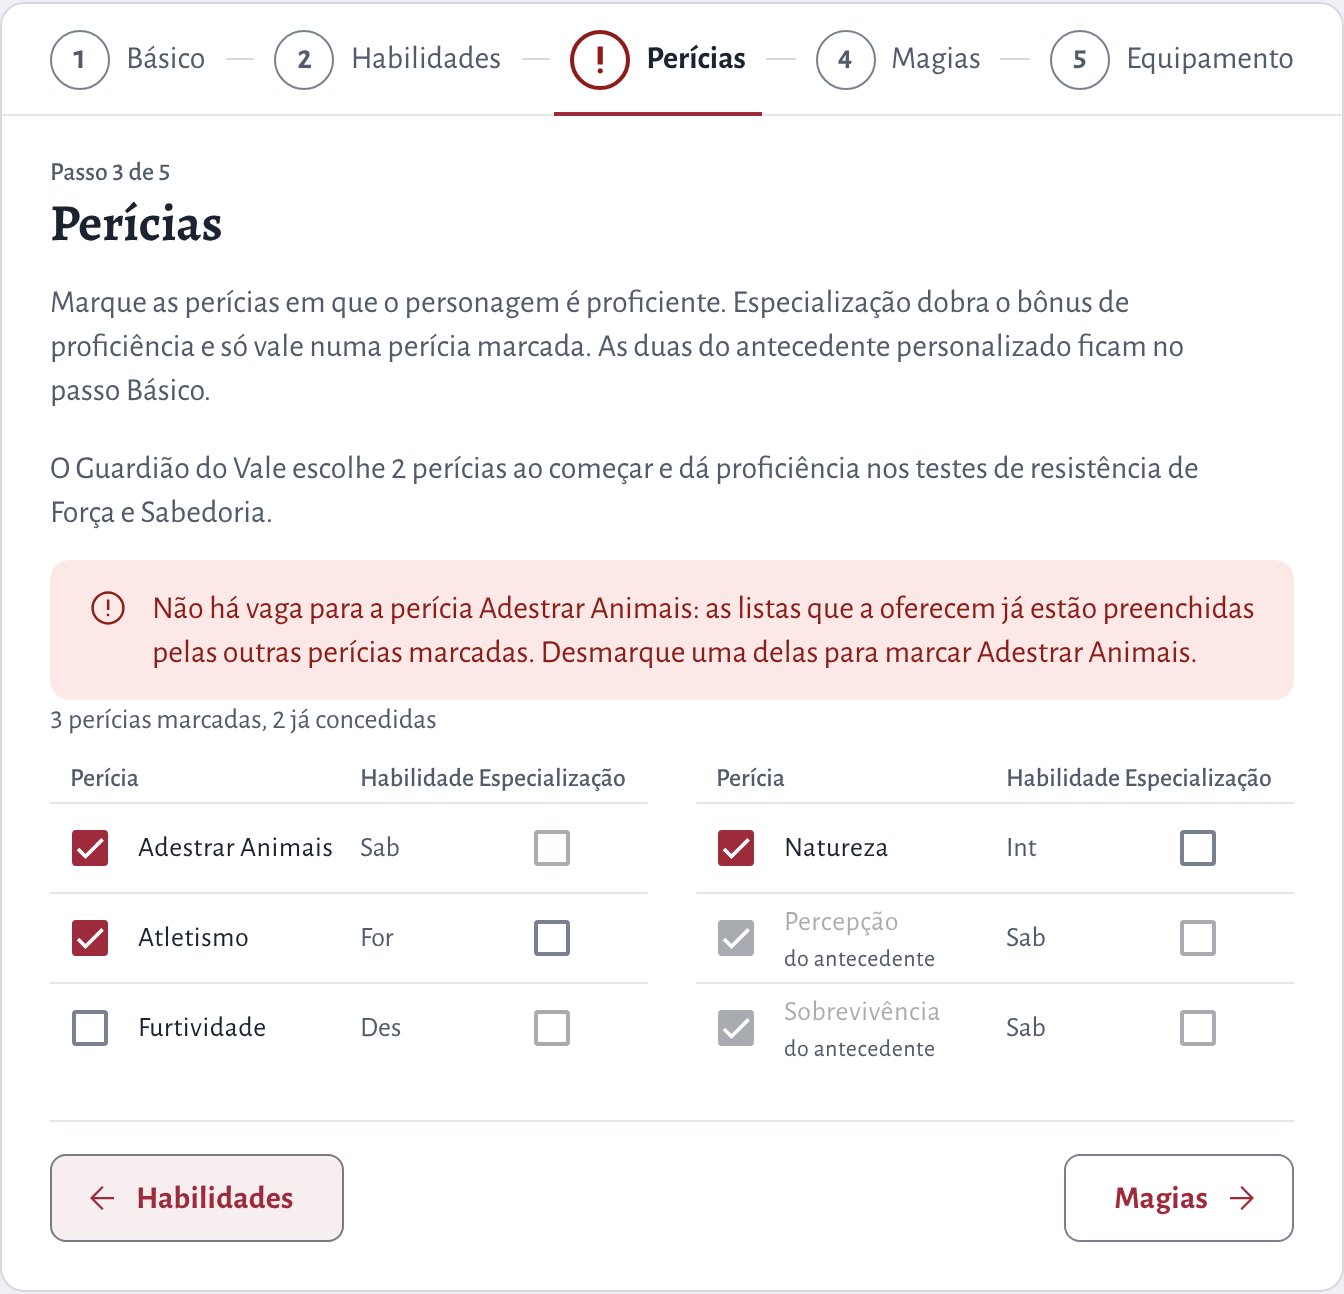 1 Básico
2 Habilidades
! Perícias
4 Magias
5 Equipamento
Passo 3 de 5
Perícias
Marque as perícias em que o personagem é proficiente. Especialização dobra o bônus de
proficiência e só vale numa perícia marcada. As duas do antecedente personalizado ficam no
passo Básico.
O Guardião do Vale escolhe 2 perícias ao começar e dá proficiência nos testes de resistência de
Força e Sabedoria.
Não há vaga para a perícia Adestrar Animais: as listas que a oferecem já estão preenchidas
pelas outras perícias marcadas. Desmarque uma delas para marcar Adestrar Animais.
3 perícias marcadas, 2 já concedidas
Perícia Habilidade Especialização
Adestrar Animais Sab
Atletismo For
Furtividade Des
Perícia Habilidade Especialização
Natureza Int
Percepção
do antecedente
Sab
Sobrevivência
do antecedente
Sab
← Habilidades
Magias →